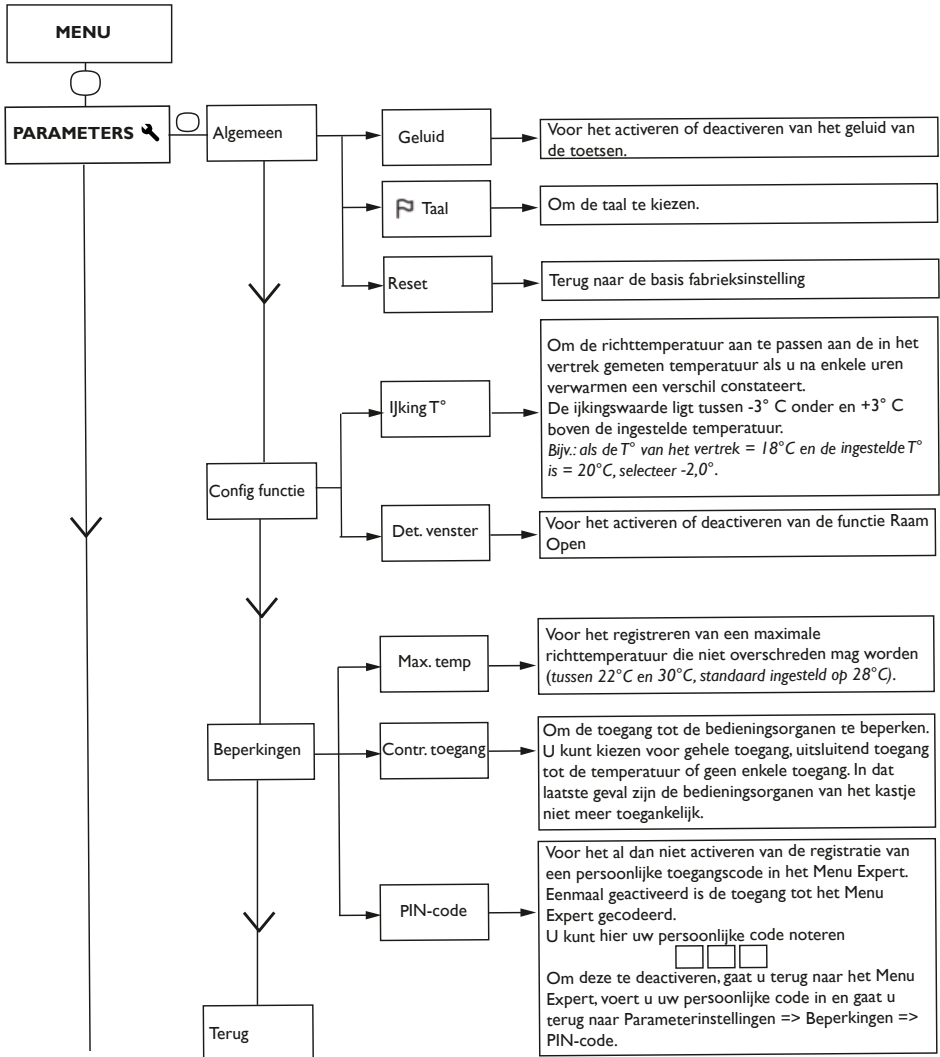 MENU
PARAMETERS
Algemeen
Geluid
Voor het activeren of deactiveren van het geluid van
de toetsen.
Taal
Om de taal te kiezen.
Reset
Terug naar de basis fabrieksinstelling
Config functie
IJking T°
Om de richttemperatuur aan te passen aan de in het
vertrek gemeten temperatuur als u na enkele uren
verwarmen een verschil constateert.
De ijkingswaarde ligt tussen -3° C onder en +3° C
boven de ingestelde temperatuur.
Bijv.: als de T° van het vertrek = 18°C en de ingestelde T°
is = 20°C, selecteer -2,0°.
Det. venster
Voor het activeren of deactiveren van de functie Raam
Open
Beperkingen
Max. temp
Voor het registreren van een maximale
richttemperatuur die niet overschreden mag worden
(tussen 22°C en 30°C, standaard ingesteld op 28°C).
Contr. toegang
Om de toegang tot de bedieningsorganen te beperken.
U kunt kiezen voor gehele toegang, uitsluitend toegang
tot de temperatuur of geen enkele toegang. In dat
laatste geval zijn de bedieningsorganen van het kastje
niet meer toegankelijk.
PIN-code
Voor het al dan niet activeren van de registratie van
een persoonlijke toegangscode in het Menu Expert.
Eenmaal geactiveerd is de toegang tot het Menu
Expert gecodeerd.
U kunt hier uw persoonlijke code noteren
Om deze te deactiveren, gaat u terug naar het Menu
Expert, voert u uw persoonlijke code in en gaat u
terug naar Parameterinstellingen => Beperkingen =>
PIN-code.
Terug